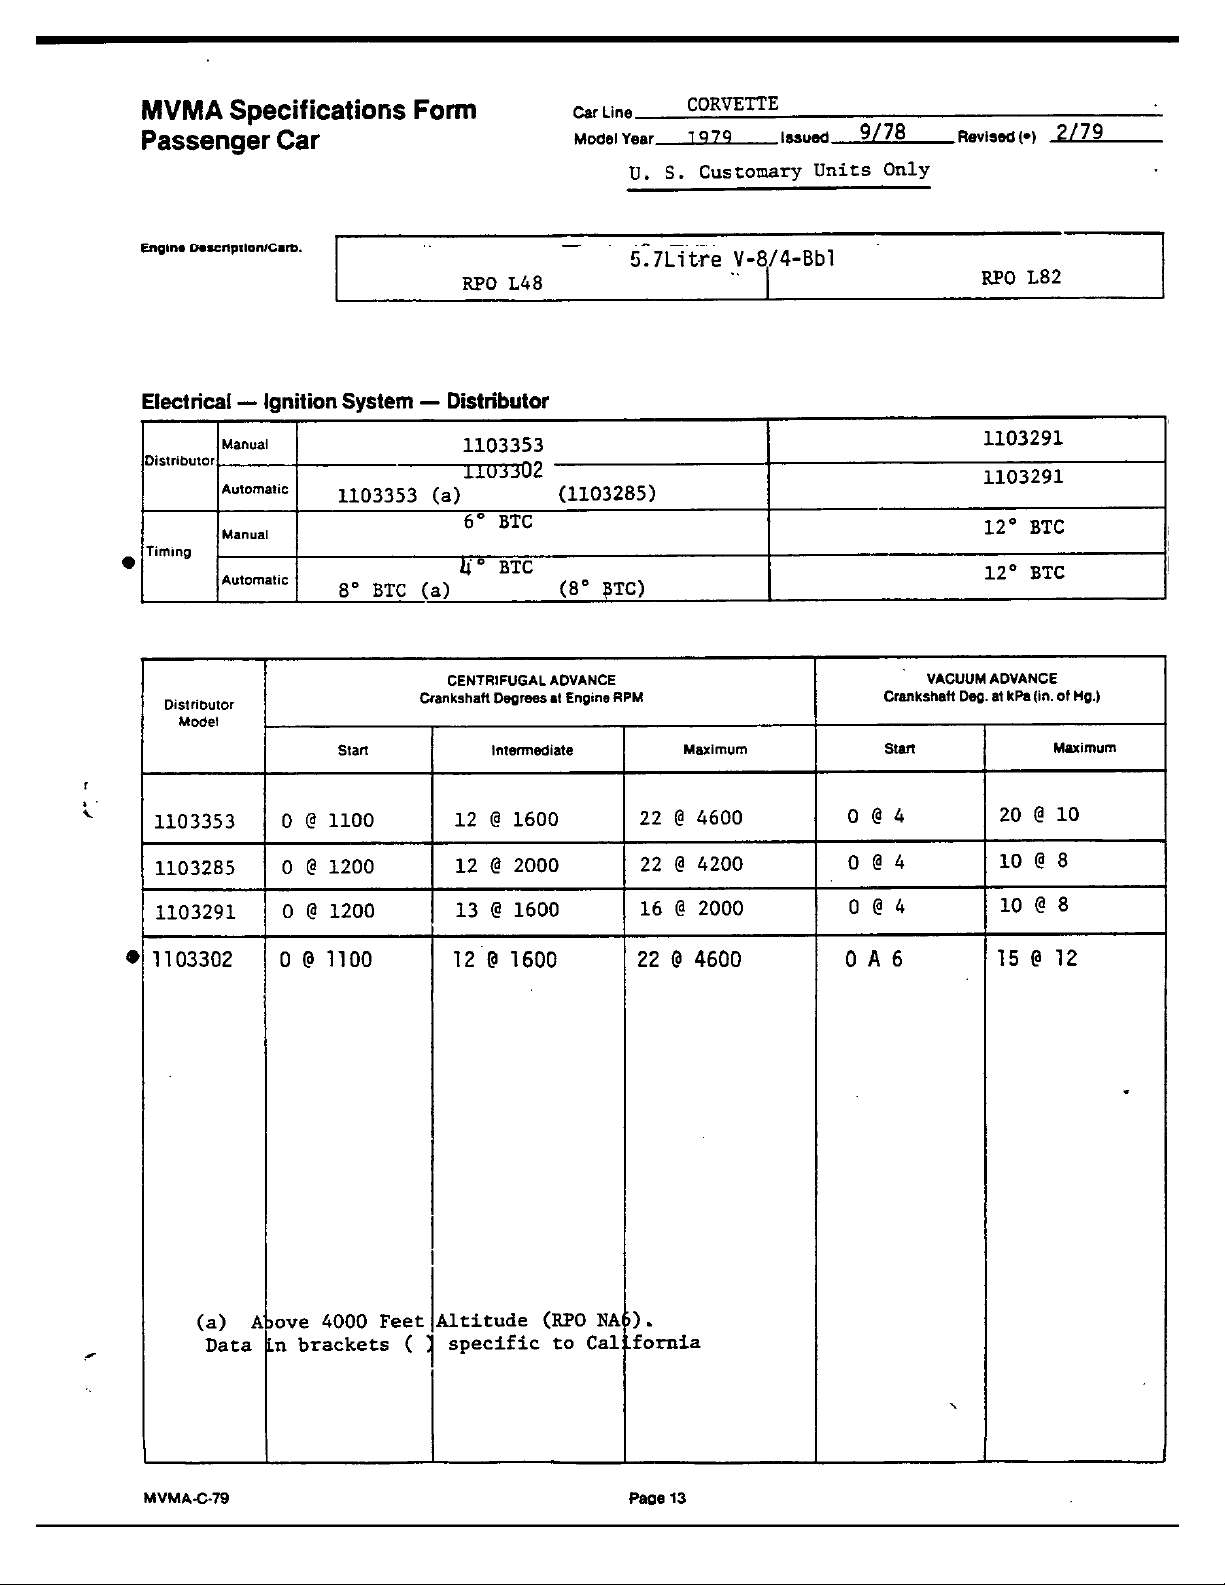 MVMA Specifications Form
Passenger Car
Car Line CORVETTE
Model Year 1979 Issued 9/78 Revised (•) 2/79
U. S. Customary Units Only
Engine Description/Carb.
5.7Litre V-8/4-Bbl
RPO L48 RPO L82
Electrical — Ignition System — Distributor
Distributor Manual 1103353 1103291
1103302
Automatic 1103353 (a) (1103285) 1103291
Timing Manual 6° BTC 12° BTC
• 4° BTC
Automatic 8° BTC (a) (8° BTC) 12° BTC
Distributor Model
CENTRIFUGAL ADVANCE
Crankshaft Degrees at Engine RPM
VACUUM ADVANCE
Crankshaft Deg. at kPa (in. of Hg.)
Start Intermediate Maximum Start Maximum
1103353 0 @ 1100 12 @ 1600 22 @ 4600 0 @ 4 20 @ 10
1103285 0 @ 1200 12 @ 2000 22 @ 4200 0 @ 4 10 @ 8
1103291 0 @ 1200 13 @ 1600 16 @ 2000 0 @ 4 10 @ 8
• 1103302 0 @ 1100 12 @ 1600 22 @ 4600 0 A 6 15 @ 12
(a) Above 4000 Feet Altitude (RPO NA6).
Data in brackets ( ) specific to California
MVMA-C-79 Page 13